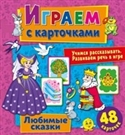 Играем
с карточками
Учимся рассказывать.
Развиваем речь в игре
Любимые
сказки
48
карточек